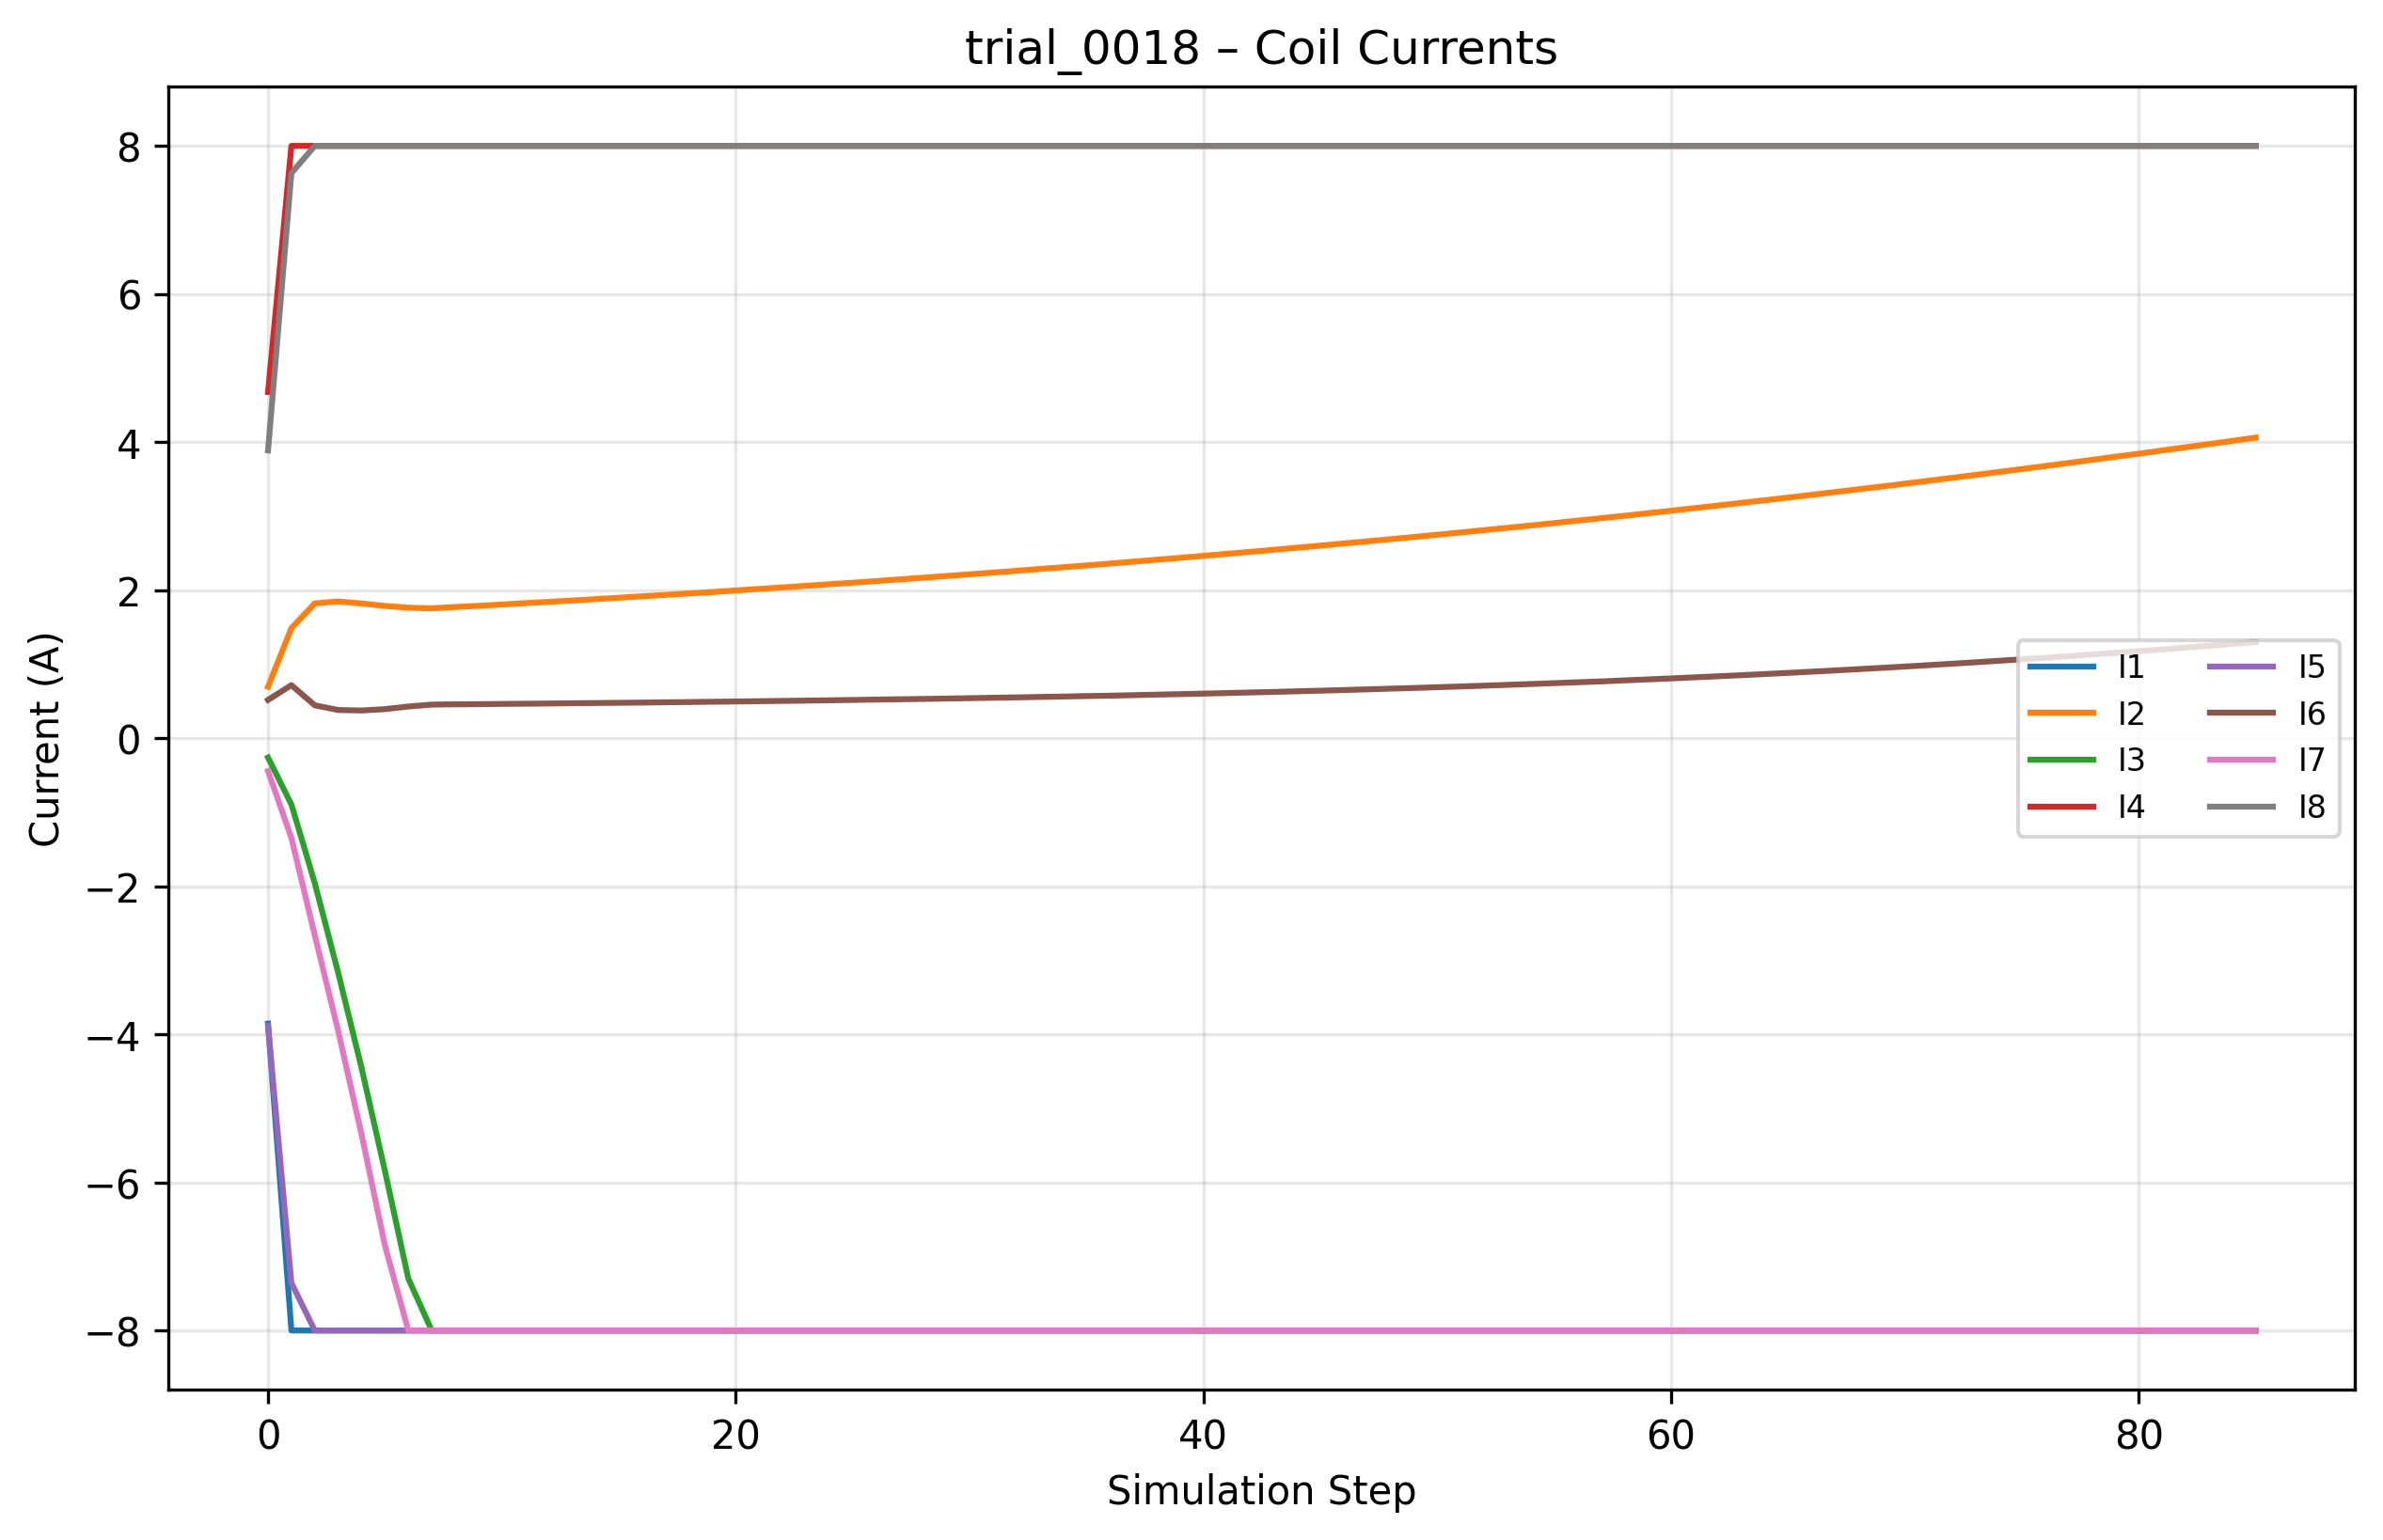 trial_0018 – Coil Currents
Current (A)
8
6
4
2
0
−2
−4
−6
−8
I1 I5
I2 I6
I3 I7
I4 I8
0 20 40 60 80
Simulation Step